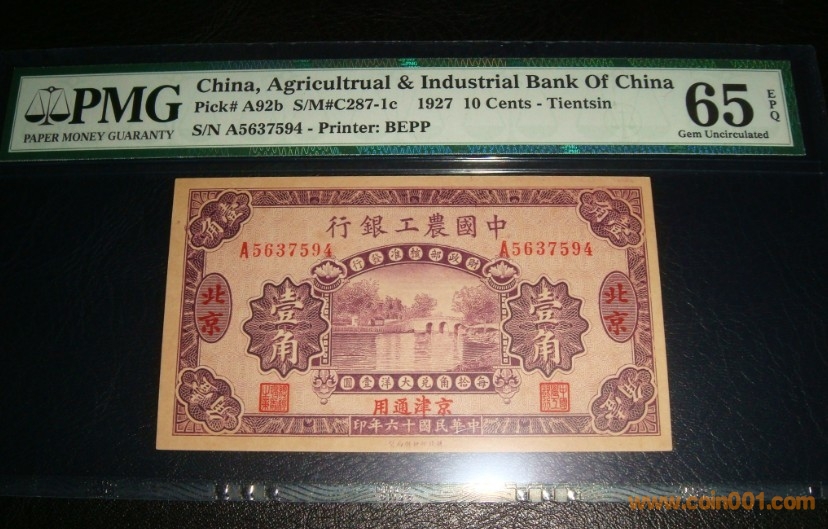 PMG
PAPER MONEY GUARANTY
China, Agricultrual & Industrial Bank Of China
Pick# A92b S/M#C287-1c 1927 10 Cents - Tientsin
S/N A5637594 - Printer: BEPP
65 EPQ
Gem Uncirculated
行銀工農國中
A5637594 A5637594
行發准核部政財
北京 壹角 壹角 北京
圓壹洋大兌角拾每
用通津京
印年六十國民華中
www.coin001.com